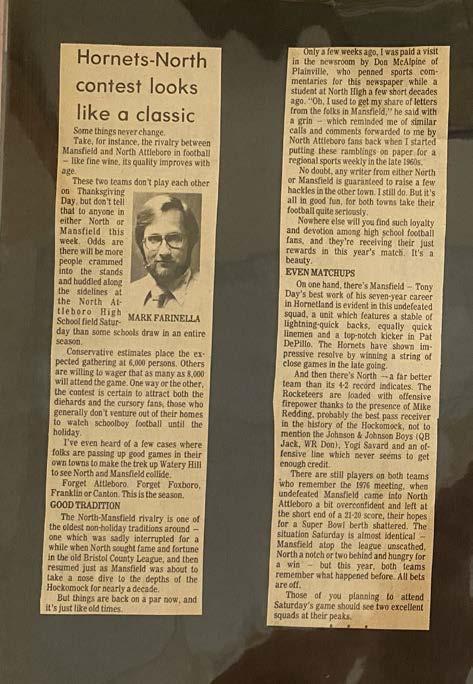 Hornets-North
contest looks
like a classic
Some things never change.
Take, for instance, the rivalry between
Mansfield and North Attleboro in football
— like fine wine, its quality improves with
age.
These two teams don't play each other
on Thanksgiving
Day, but don't tell
that to anyone in
either North or
Mansfield this
week. Odds are
there will be more
people crammed
into the stands
and huddled along
the sidelines at
the North At-
tleboro High
School field Satur-
MARK FARINELLA
day than some schools draw in an entire
season.
Conservative estimates place the ex-
pected gathering at 6,000 persons. Others
are willing to wager that as many as 8,000
will attend the game. One way or the other,
the contest is certain to attract both the
diehards and the cursory fans, those who
generally don't venture out of their homes
to watch schoolboy football until the
holiday.
I've even heard of a few cases where
folks are passing up good games in their
own towns to make the trek up Watery Hill
to see North and Mansfield collide.
Forget Attleboro. Forget Foxboro,
Franklin or Canton. This is the season.
GOOD TRADITION
The North-Mansfield rivalry is one of
the oldest non-holiday traditions around —
one which was sadly interrupted for a
while when North sought fame and fortune
in the old Bristol County League, and then
resumed just as Mansfield was about to
take a nose dive to the depths of the
Hockomock for nearly a decade.
But things are back on a par now, and
it's just like old times.
Only a few weeks ago, I was paid a visit
in the newsroom by Don McAlpine of
Plainville, who penned sports com-
mentaries for this newspaper while a
student at North High a few short decades
ago. "Oh, I used to get my share of letters
from the folks in Mansfield," he said with
a grin — which reminded me of similar
calls and comments forwarded to me by
North Attleboro fans back when I started
putting these ramblings on paper for a
regional sports weekly in the late 1960s.
No doubt, any writer from either North
or Mansfield is guaranteed to raise a few
hackles in the other town. I still do. But it's
all in good fun, for both towns take their
football quite seriously.
Nowhere else will you find such loyalty
and devotion among high school football
fans, and they're receiving their just
rewards in this year's match. It's a
beauty.
EVEN MATCHUPS
On one hand, there's Mansfield — Tony
Day's best work of his seven-year career
in Hornetland is evident in this undefeated
squad, a unit which features a stable of
lightning-quick backs, equally quick
linemen and a top-notch kicker in Pat
DePillo. The Hornets have shown im-
pressive resolve by winning a string of
close games in the late going.
And then there's North — a far better
team than its 4-2 record indicates. The
Rocketeers are loaded with offensive
firepower thanks to the presence of Mike
Redding, probably the best pass receiver
in the history of the Hockomock, not to
mention the Johnson & Johnson Boys (QB
Jack, WR Don), Yogi Savard and an of-
fensive line which never seems to get
enough credit.
There are still players on both teams
who remember the 1976 meeting, when
undefeated Mansfield came into North
Attleboro a bit overconfident and left at
the short end of a 21-20 score, their hopes
for a Super Bowl berth shattered. The
situation Saturday is almost identical —
Mansfield atop the league unscathed,
North a notch or two behind and hungry for
a win — but this year, both teams
remember what happened before. All bets
are off.
Those of you planning to attend
Saturday's game should see two excellent
squads at their peaks.